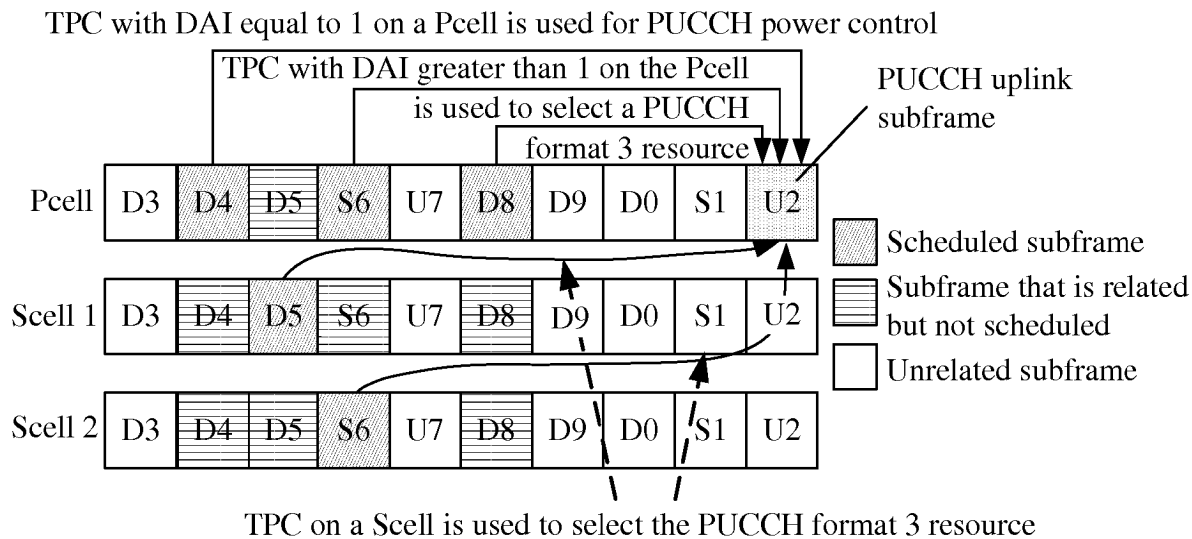 TPC with DAI equal to 1 on a Pcell is used for PUCCH power control
TPC with DAI greater than 1 on the Pcell
is used to select a PUCCH
format 3 resource
PUCCH uplink
subframe
Pcell D3 D4 D5 S6 U7 D8 D9 D0 S1 U2
Scheduled subframe
Subframe that is related
but not scheduled
Unrelated subframe
Scell 1 D3 D4 D5 S6 U7 D8 D9 D0 S1 U2
Scell 2 D3 D4 D5 S6 U7 D8 D9 D0 S1 U2
TPC on a Scell is used to select the PUCCH format 3 resource